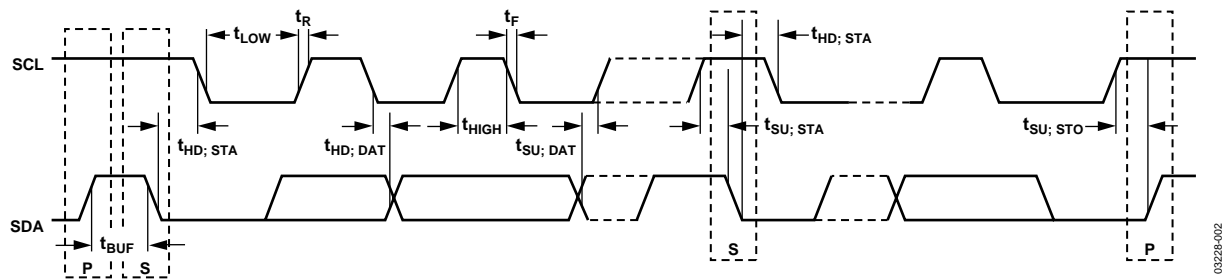 tR
tF
tLOW
tHD; STA
SCL
tHD; STA
tHD; DAT
tHIGH
tSU; DAT
tSU; STA
tSU; STO
SDA
tBUF
P
S
S
P
03228-002